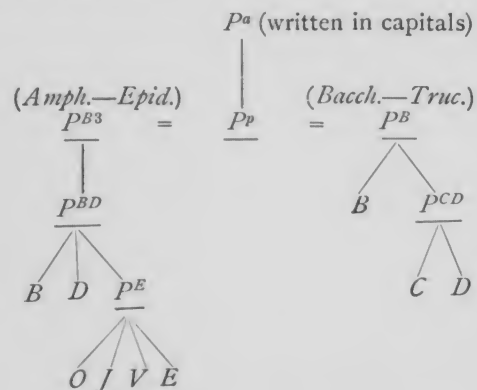 Pa (written in capitals)
(Amph.—Epid.) (Bacch.—Truc.)
PB3 = Pp = PB
PBD B PCD
B D PE C D
O J V E